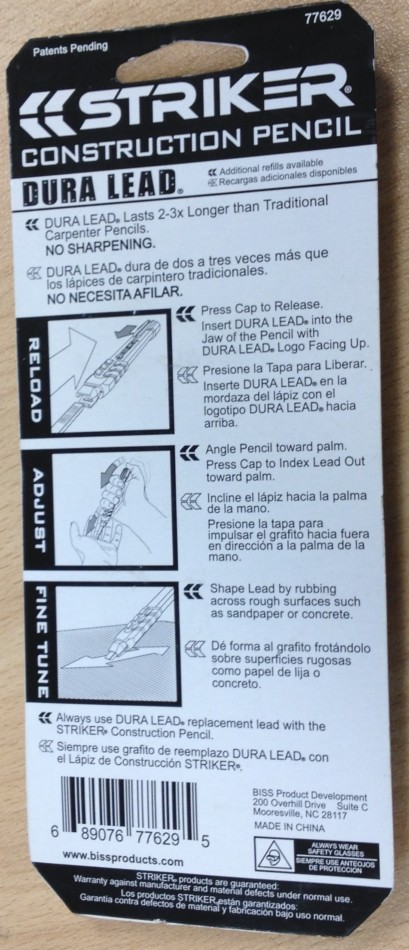 77629
Patents Pending
STRIKER®
CONSTRUCTION PENCIL
DURA LEAD®
Additional refills available
Recargas adicionales disponibles
DURA LEAD® Lasts 2-3x Longer than Traditional
Carpenter Pencils.
NO SHARPENING.
DURA LEAD® dura de dos a tres veces más que
los lápices de carpintero tradicionales.
NO NECESITA AFILAR.
RELOAD
Press Cap to Release.
Insert DURA LEAD® into the
Jaw of the Pencil with
DURA LEAD® Logo Facing Up.
Presione la Tapa para Liberar.
Inserte DURA LEAD® en la
mordaza del lápiz con el
logotipo DURA LEAD® hacia
arriba.
ADJUST
Angle Pencil toward palm.
Press Cap to Index Lead Out
toward palm.
Incline el lápiz hacia la palma
de la mano.
Presione la tapa para
impulsar el grafito hacia fuera
en dirección a la palma de la
mano.
FINE TUNE
Shape Lead by rubbing
across rough surfaces such
as sandpaper or concrete.
Dé forma al grafito frotándolo
sobre superficies rugosas
como papel de lija o
concreto.
Always use DURA LEAD® replacement lead with the
STRIKER® Construction Pencil.
Siempre use grafito de reemplazo DURA LEAD® con
el Lápiz de Construcción STRIKER®.
6 89076 77629 5
www.bissproducts.com
BISS Product Development
200 Overhill Drive Suite C
Mooresville, NC 28117
MADE IN CHINA
ALWAYS WEAR
SAFETY GLASSES
SIEMPRE USE ANTEOJOS
DE PROTECCIÓN
STRIKER® products are guaranteed:
Warranty against manufacturer and material defects under normal use.
Los productos STRIKER® están garantizados:
Garantía contra defectos de material y fabricación bajo uso normal.